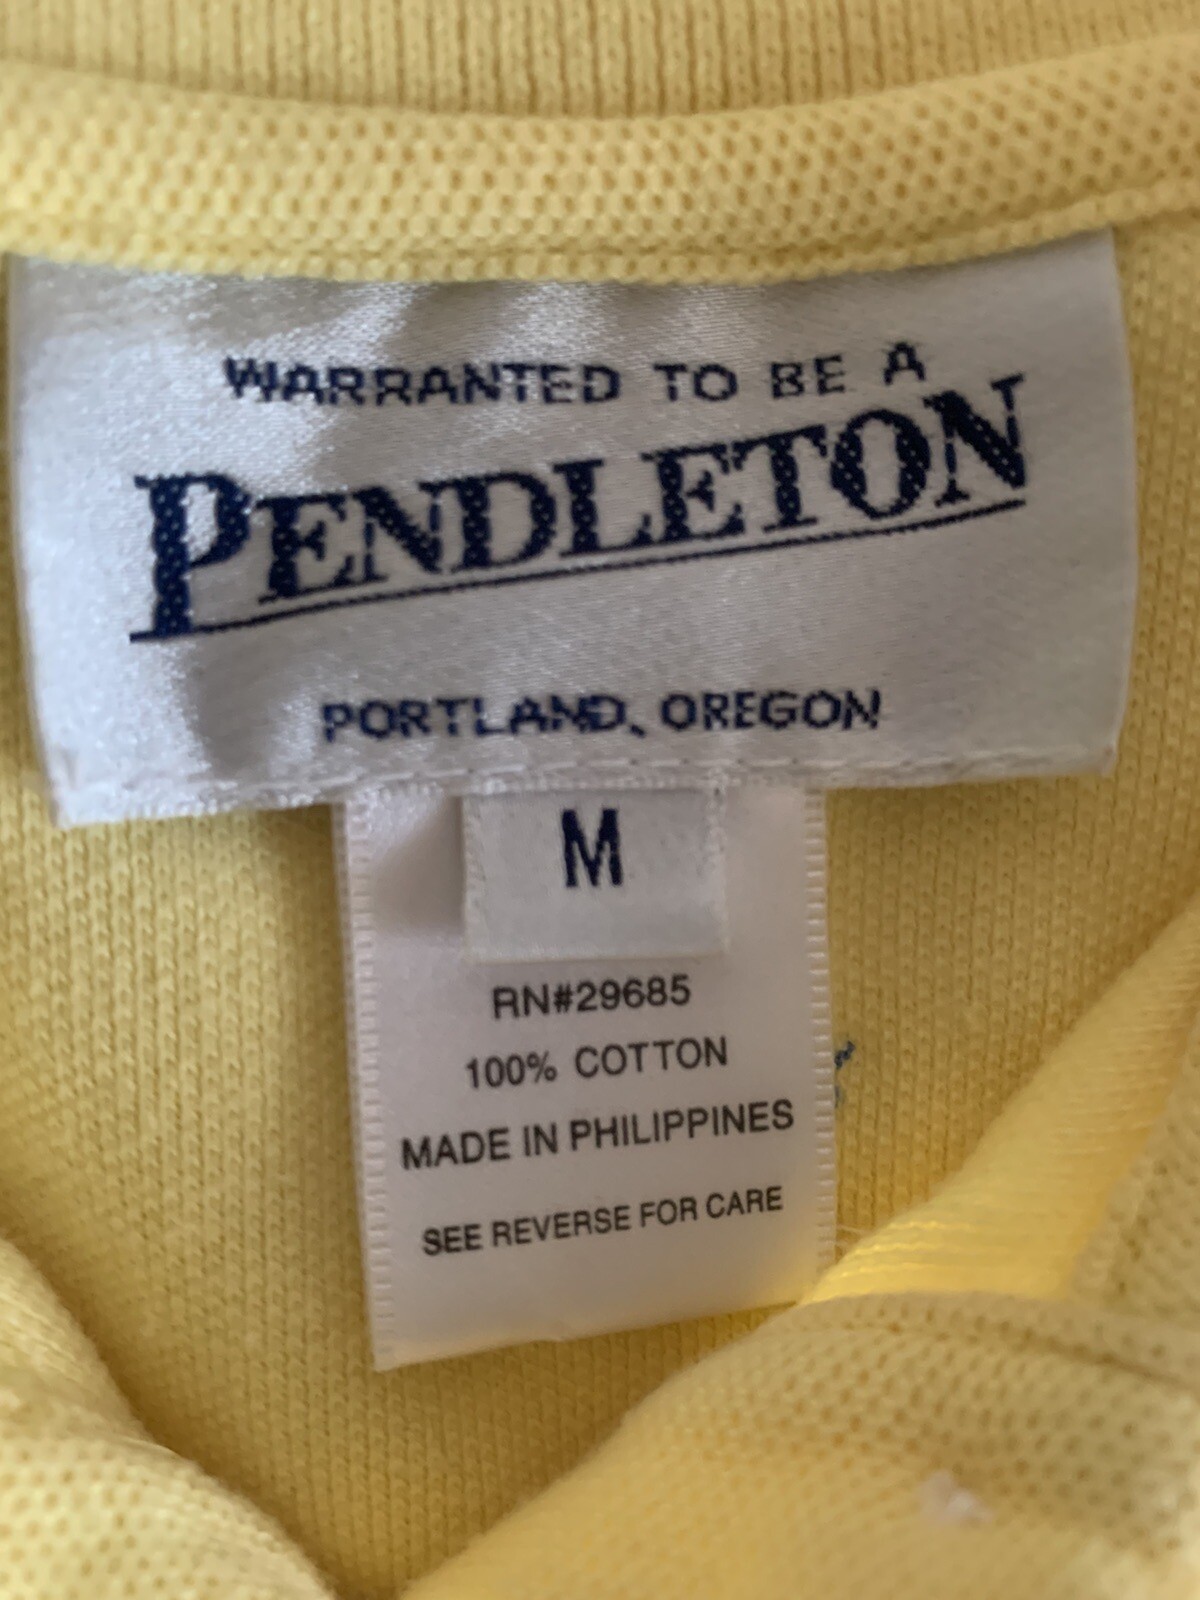 WARRANTED TO BE A
PENDLETON
PORTLAND, OREGON
M
RN#29685
100% COTTON
MADE IN PHILIPPINES
SEE REVERSE FOR CARE